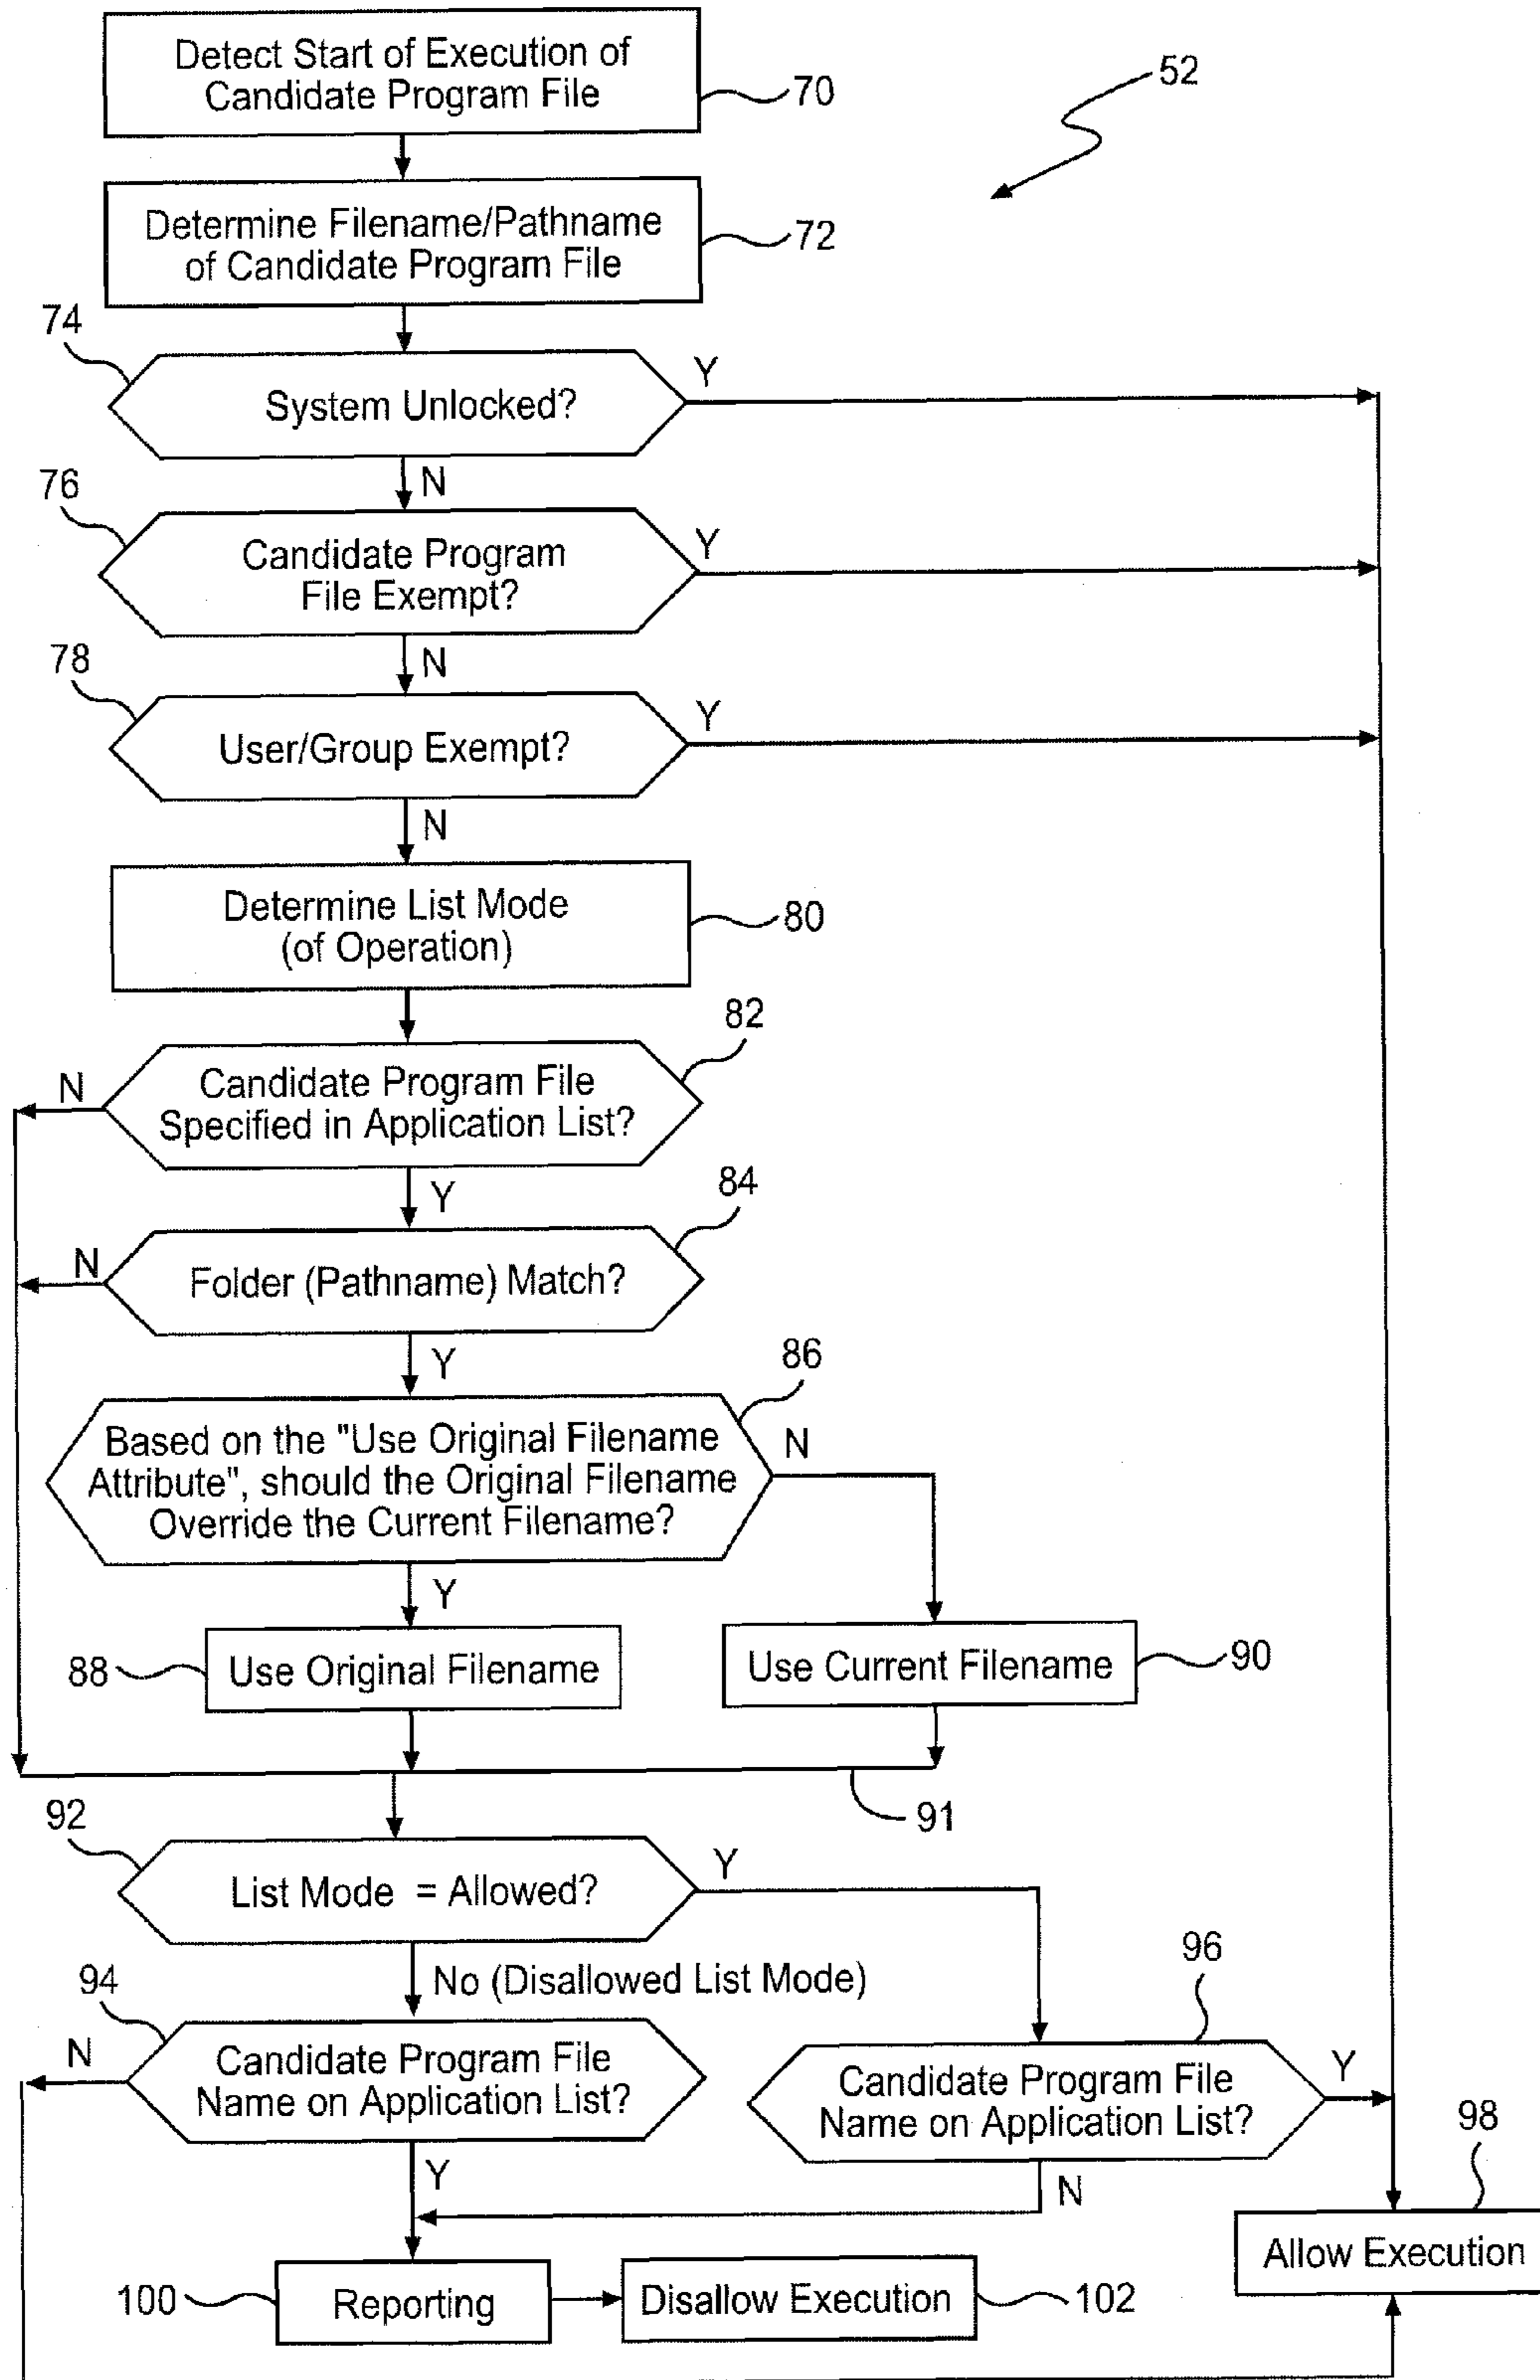 Detect Start of Execution of
Candidate Program File
70
52
Determine Filename/Pathname
of Candidate Program File
72
74
System Unlocked?
Y
N
76
Candidate Program
File Exempt?
Y
N
78
User/Group Exempt?
Y
N
Determine List Mode
(of Operation)
80
82
Candidate Program File
Specified in Application List?
N
Y
84
Folder (Pathname) Match?
N
Y
86
Based on the "Use Original Filename
Attribute", should the Original Filename
Override the Current Filename?
N
Y
88
Use Original Filename
Use Current Filename
90
91
92
List Mode = Allowed?
Y
No (Disallowed List Mode)
94
Candidate Program File
Name on Application List?
N
Y
96
Candidate Program File
Name on Application List?
Y
N
98
Allow Execution
100
Reporting
Disallow Execution
102